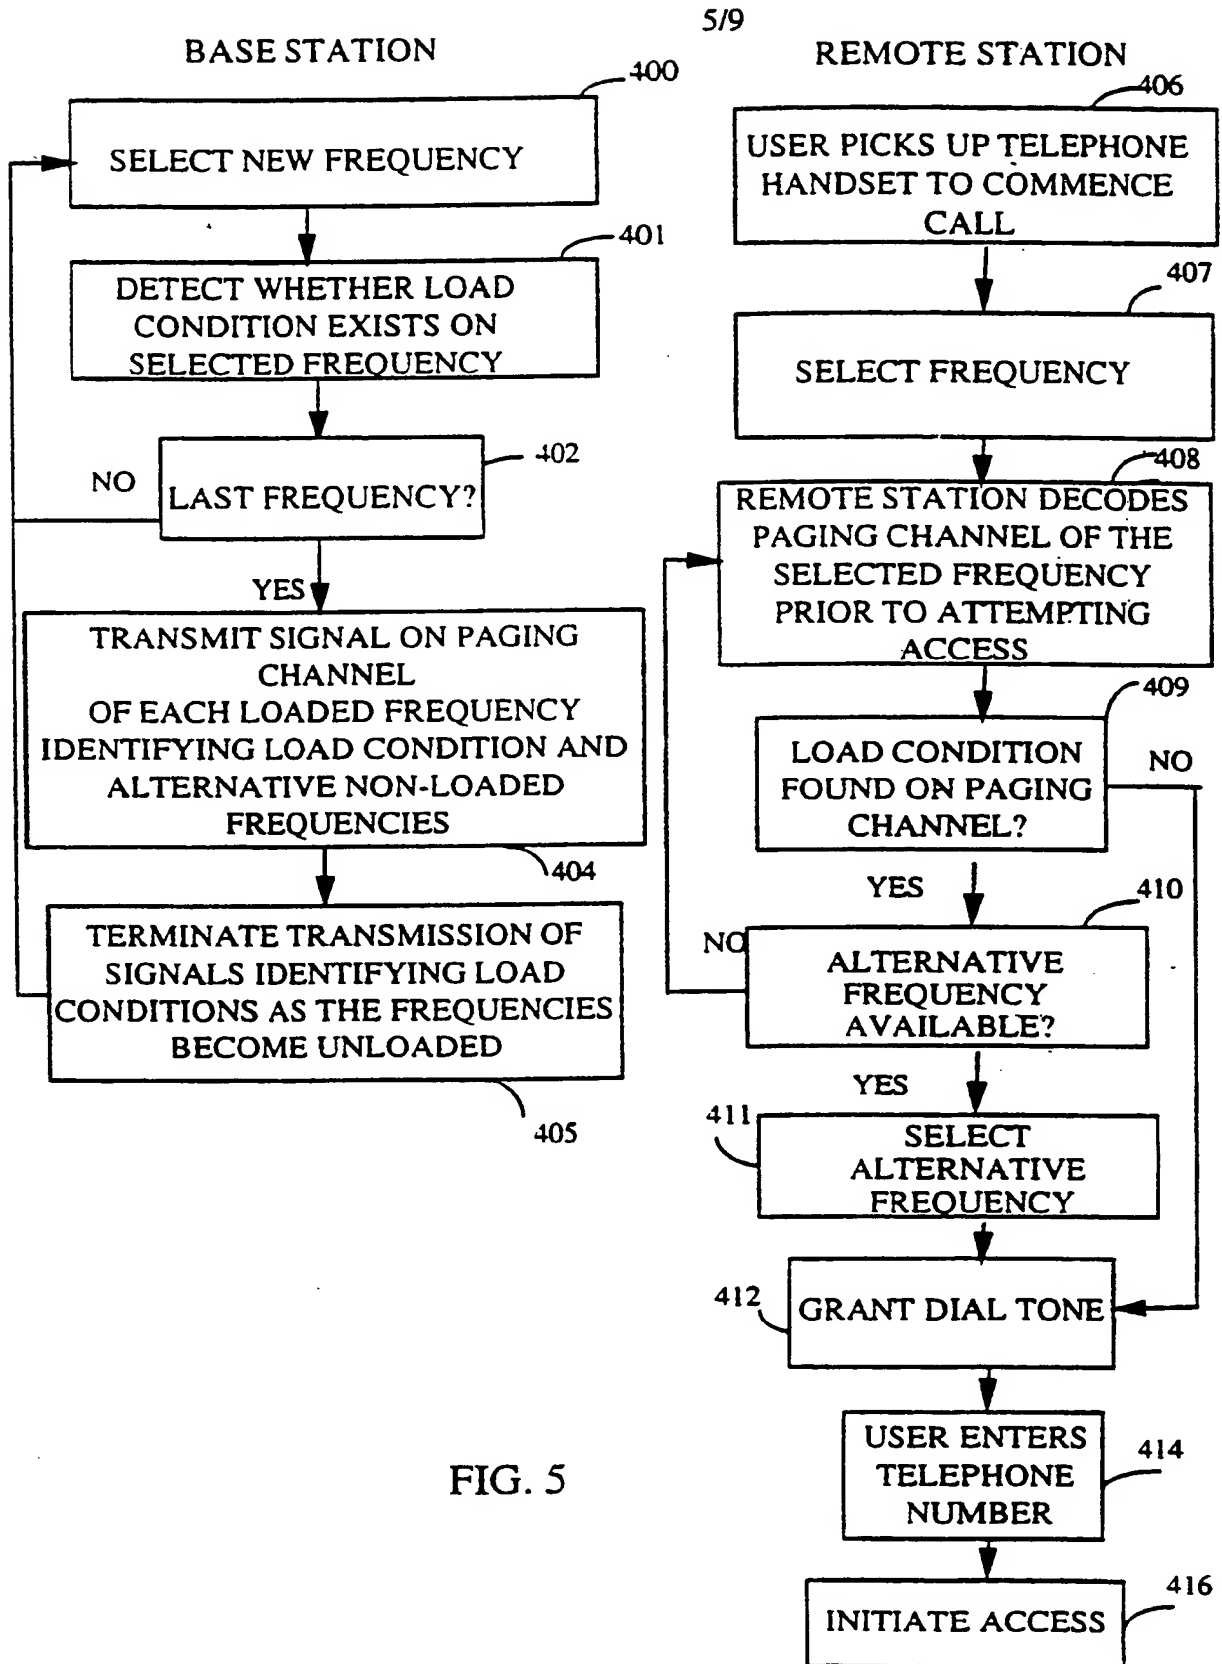 5/9
BASE STATION
400
SELECT NEW FREQUENCY
401
DETECT WHETHER LOAD
CONDITION EXISTS ON
SELECTED FREQUENCY
402
NO
LAST FREQUENCY?
YES
TRANSMIT SIGNAL ON PAGING
CHANNEL
OF EACH LOADED FREQUENCY
IDENTIFYING LOAD CONDITION AND
ALTERNATIVE NON-LOADED
FREQUENCIES
404
TERMINATE TRANSMISSION OF
SIGNALS IDENTIFYING LOAD
CONDITIONS AS THE FREQUENCIES
BECOME UNLOADED
405
REMOTE STATION
406
USER PICKS UP TELEPHONE
HANDSET TO COMMENCE
CALL
407
SELECT FREQUENCY
408
REMOTE STATION DECODES
PAGING CHANNEL OF THE
SELECTED FREQUENCY
PRIOR TO ATTEMPTING
ACCESS
409
LOAD CONDITION
FOUND ON PAGING
CHANNEL?
NO
YES
410
NO
ALTERNATIVE
FREQUENCY
AVAILABLE?
YES
411
SELECT
ALTERNATIVE
FREQUENCY
412
GRANT DIAL TONE
USER ENTERS
TELEPHONE
NUMBER
414
416
INITIATE ACCESS
FIG. 5